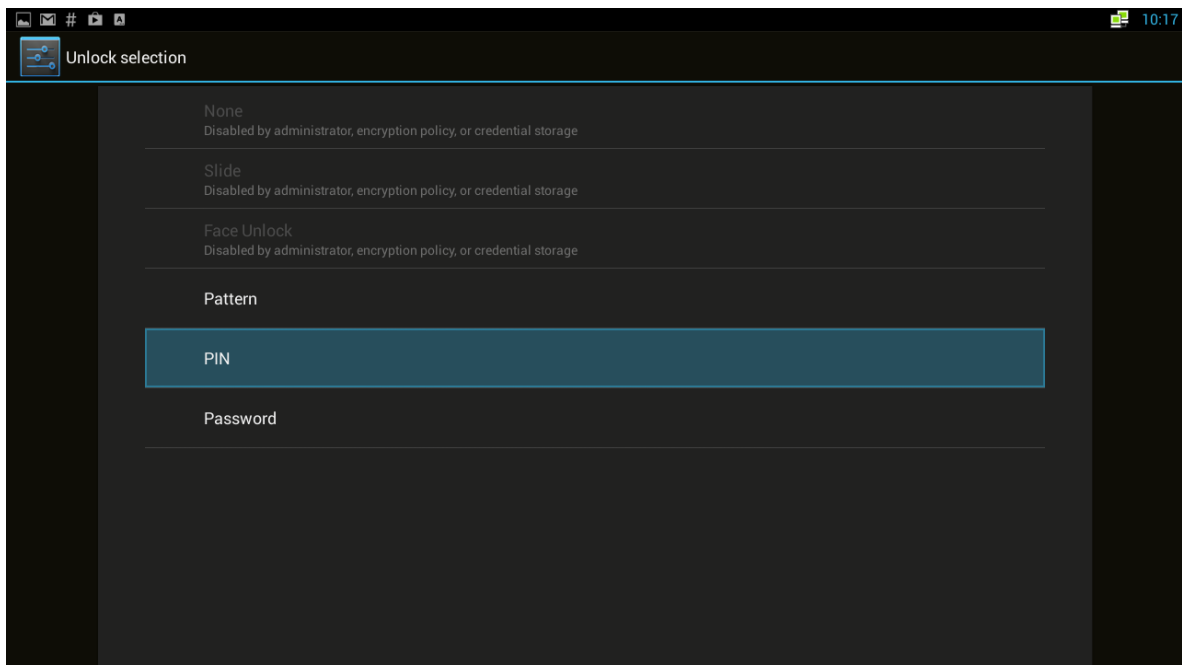 #
A
10:17
Unlock selection
None
Disabled by administrator, encryption policy, or credential storage
Slide
Disabled by administrator, encryption policy, or credential storage
Face Unlock
Disabled by administrator, encryption policy, or credential storage
Pattern
PIN
Password